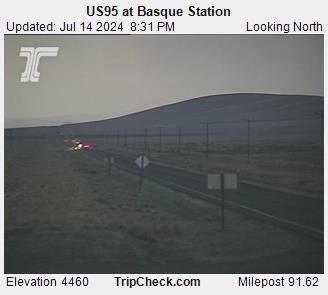 US95 at Basque Station
Updated: Jul 14 2024 8:31 PM Looking North
Elevation 4460 TripCheck.com Milepost 91.62